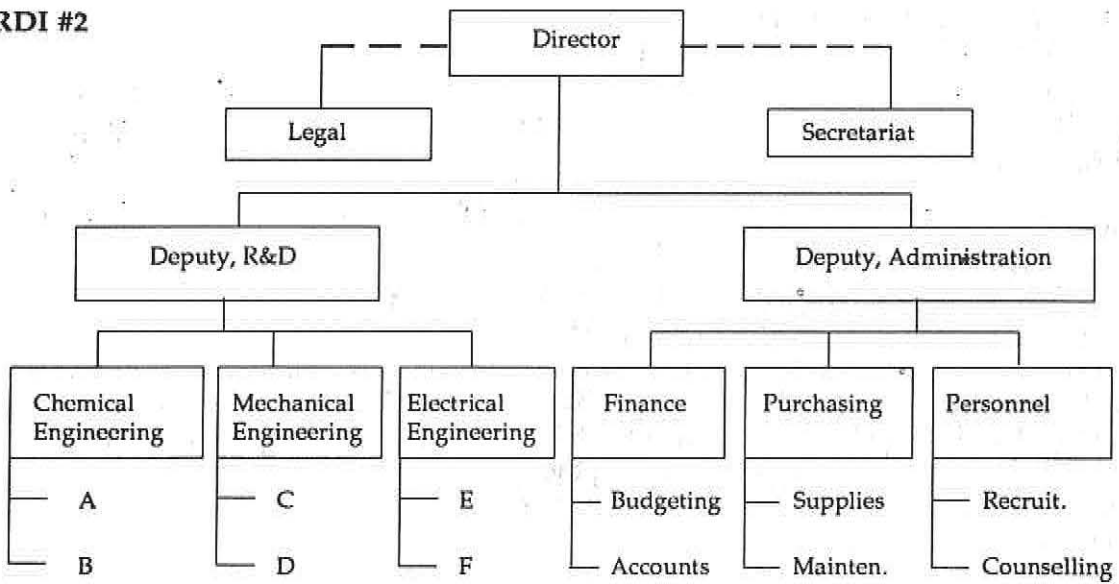 RDI #2
Director
Legal
Secretariat
Deputy, R&D
Deputy, Administration
Chemical
Engineering
Mechanical
Engineering
Electrical
Engineering
Finance
Purchasing
Personnel
A
C
E
Budgeting
Supplies
Recruit.
B
D
F
Accounts
Mainten.
Counselling